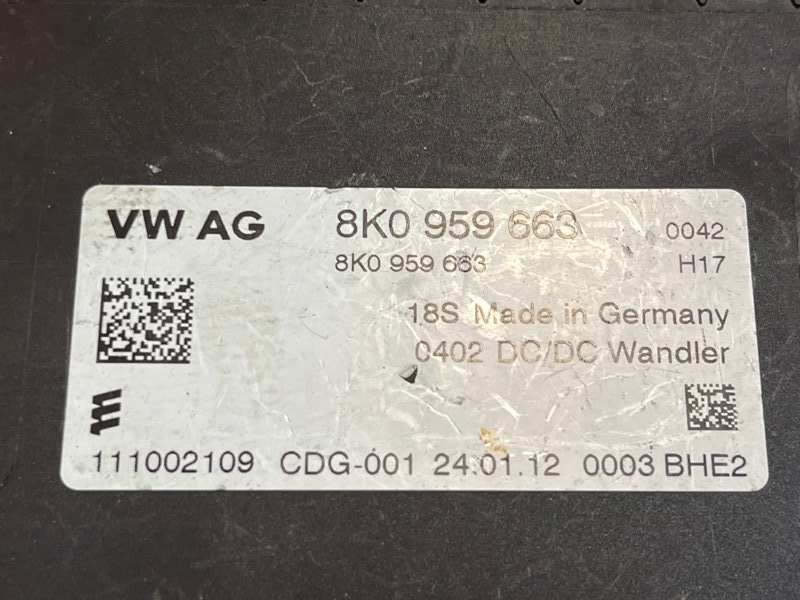 VW AG 8K0 959 663 0042
8K0 959 663 H17
18S Made in Germany
0402 DC/DC Wandler
111002109 CDG-001 24.01.12 0003 BHE2